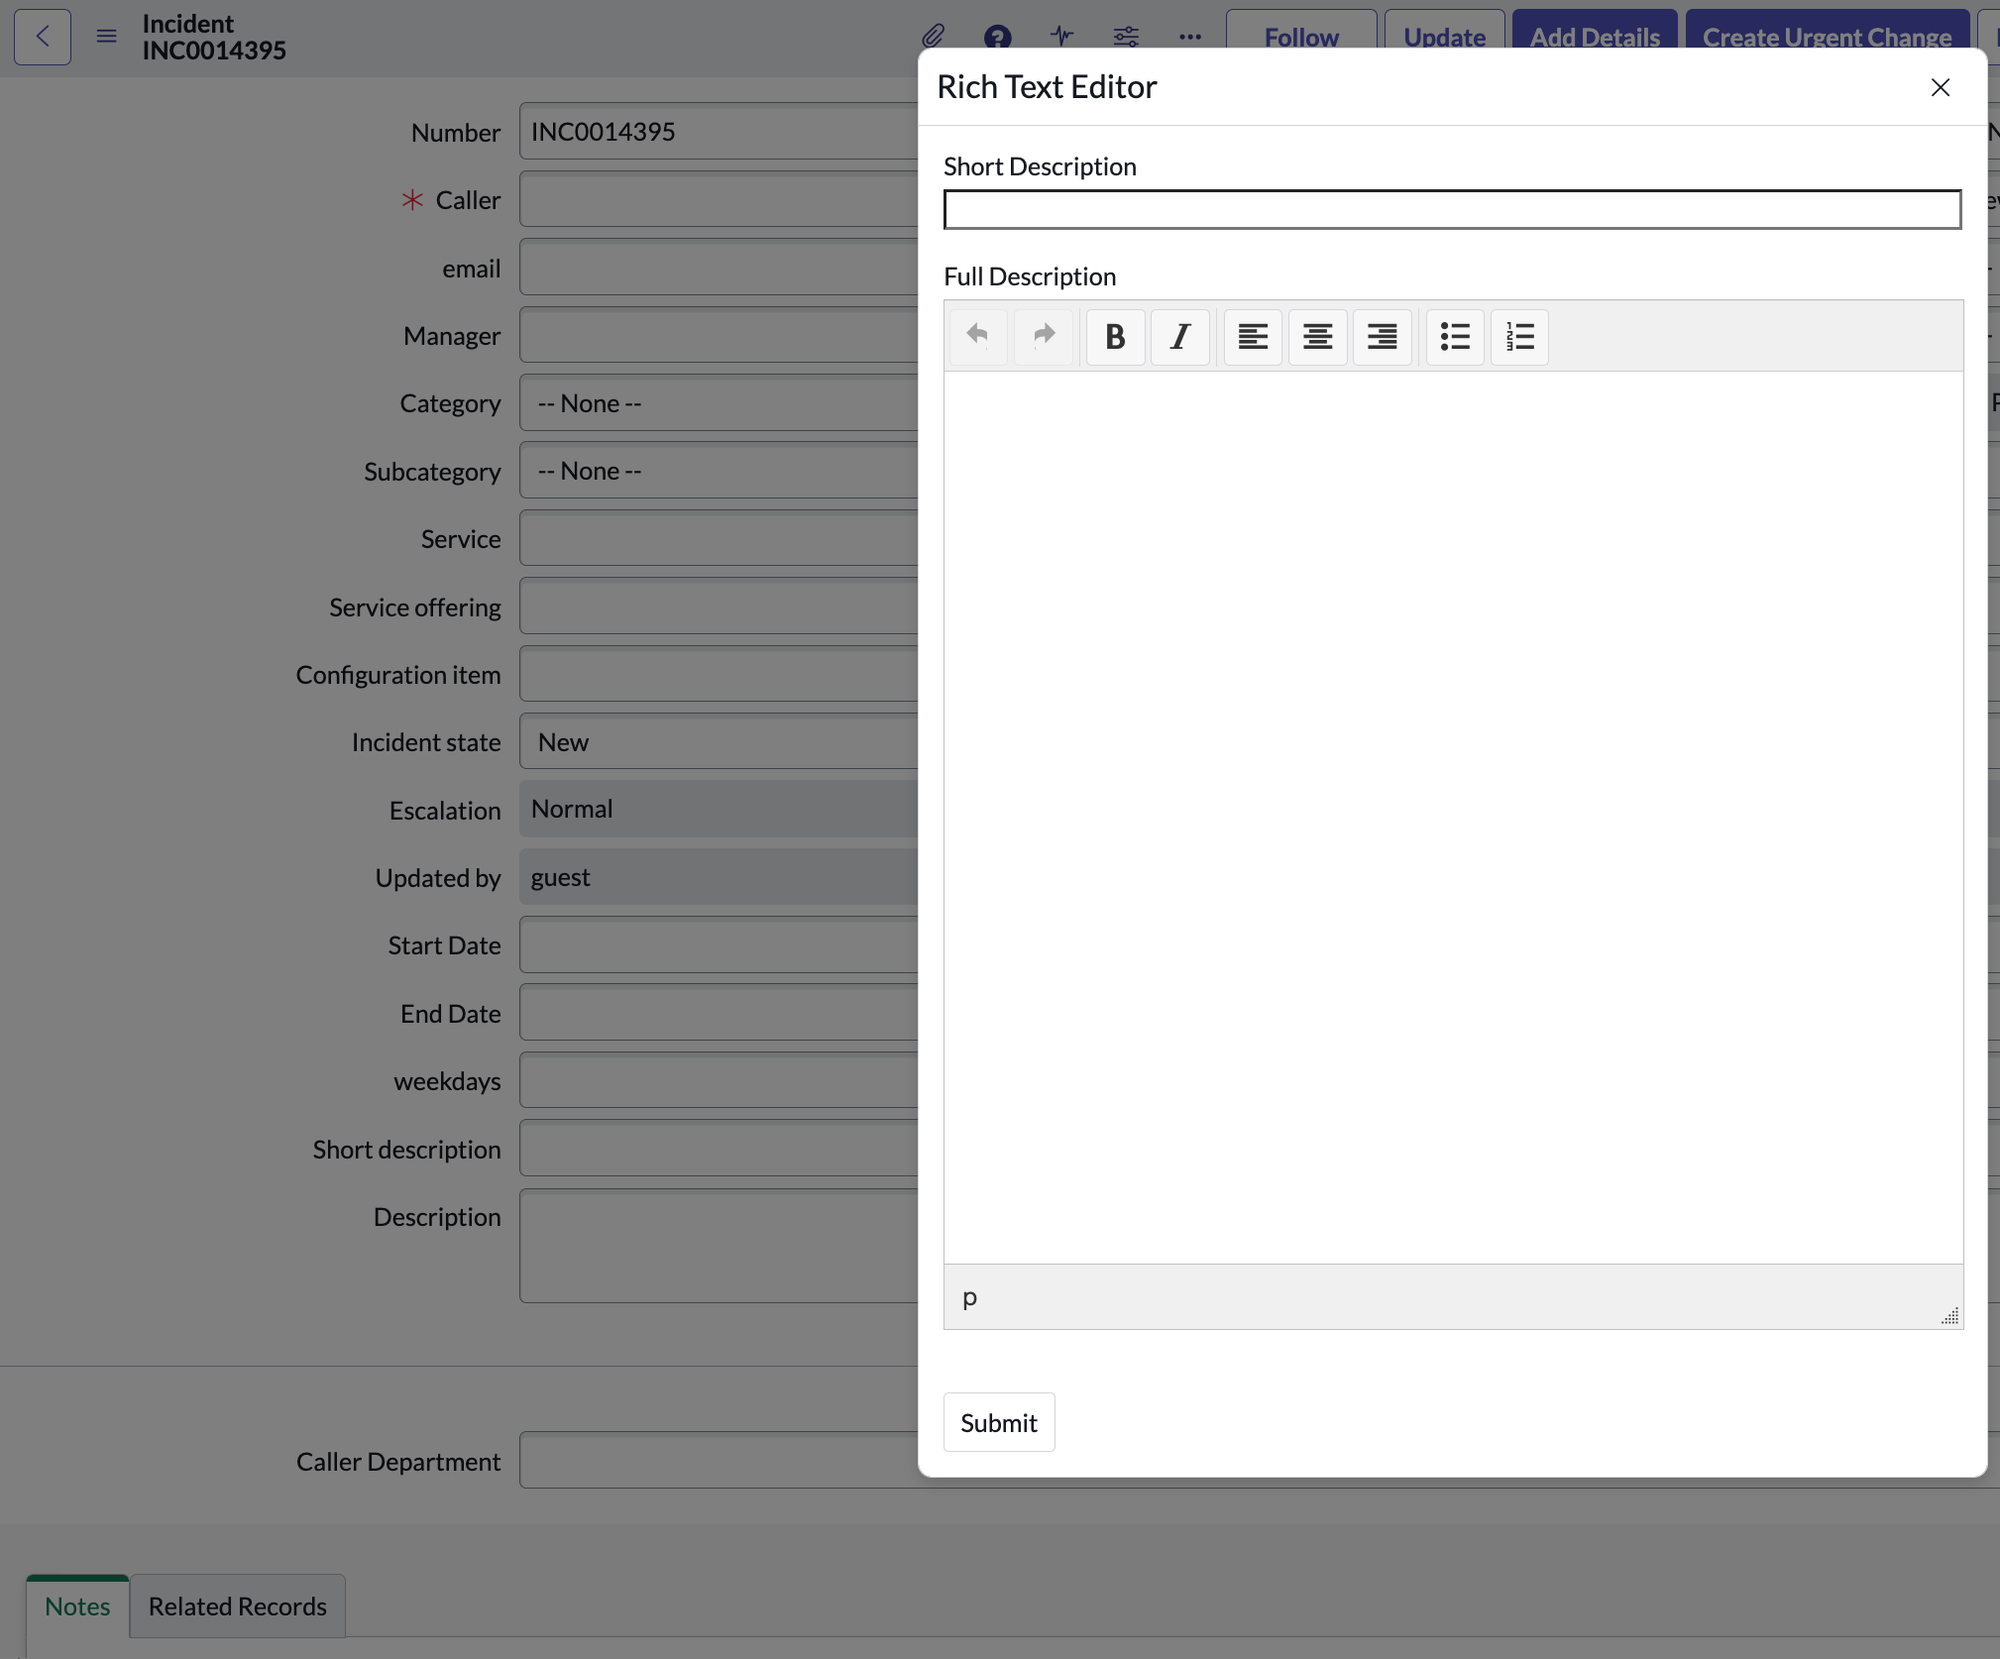 Incident
INC0014395
Follow
Update
Add Details
Create Urgent Change
Number
INC0014395
Caller
email
Manager
Category
-- None --
Subcategory
-- None --
Service
Service offering
Configuration item
Incident state
New
Escalation
Normal
Updated by
guest
Start Date
End Date
weekdays
Short description
Description
Caller Department
Notes
Related Records
Rich Text Editor
Short Description
Full Description
B
I
p
Submit